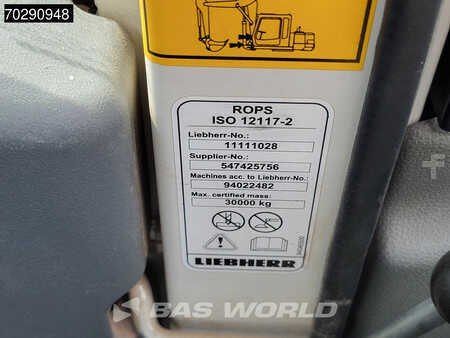 70290948
ROPS
ISO 12117-2
Liebherr-No.:
11111028
Supplier-No.:
547425756
Machines acc. to Liebherr-No.:
94022482
Max. certified mass:
30000 kg
LIEBHERR
BAS WORLD